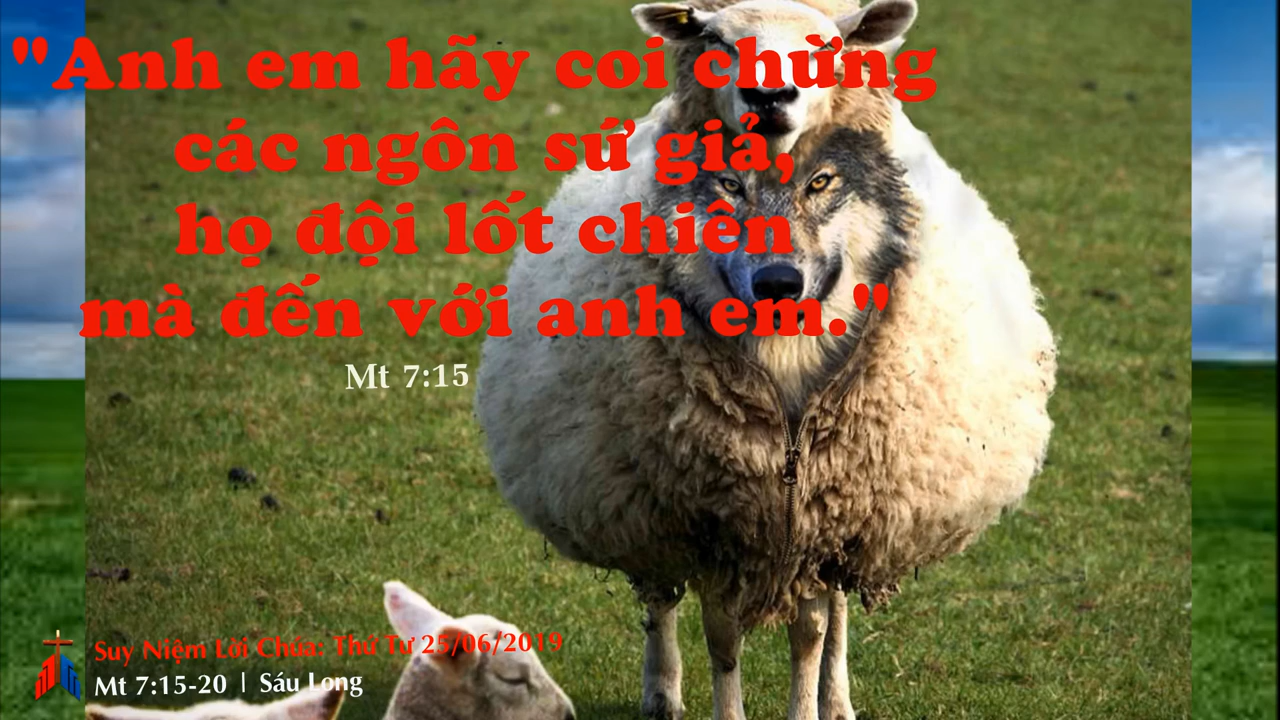 "Anh em hãy coi chừng
các ngôn sứ giả,
họ đội lốt chiên
mà đến với anh em."
Mt 7:15
Suy Niệm Lời Chúa: Thứ Tư 25/06/2019
Mt 7:15-20 | Sáu Long